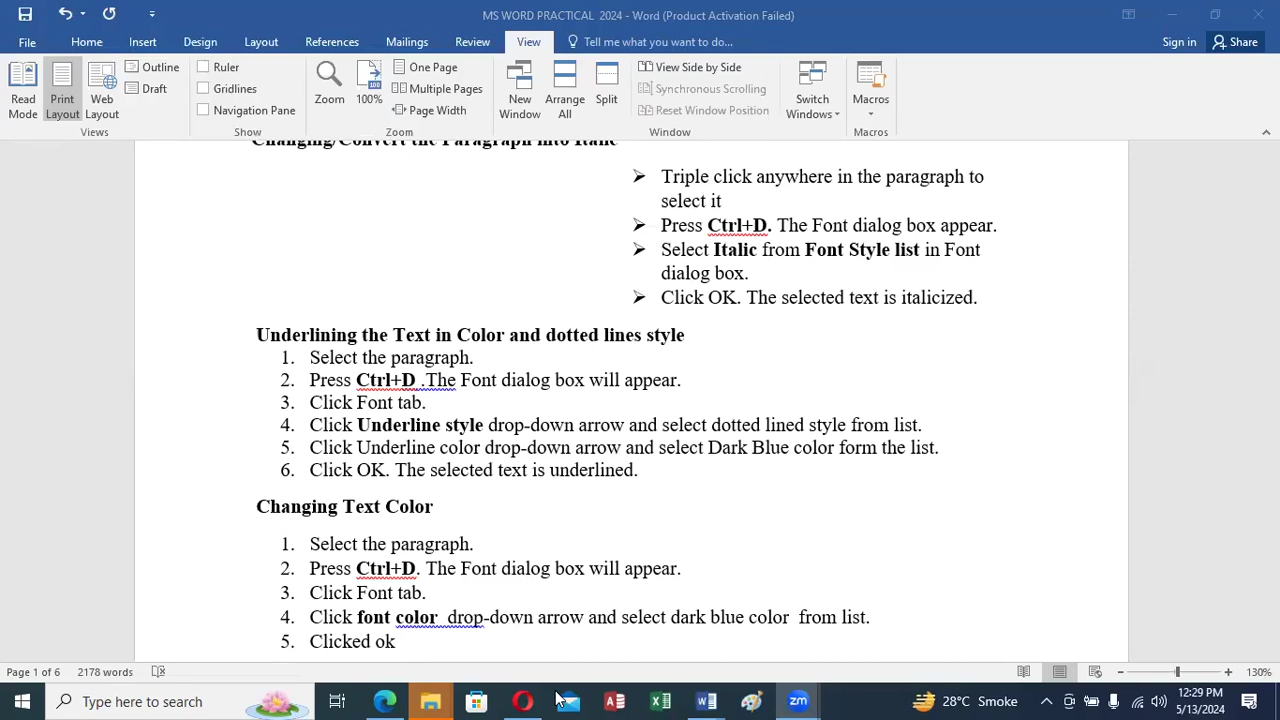 MS WORD PRACTICAL 2024 - Word (Product Activation Failed)
File Home Insert Design Layout References Mailings Review View Tell me what you want to do... Sign in Share
Read Mode
Print Layout
Web Layout
Outline
Draft
Views
Ruler
Gridlines
Navigation Pane
Show
Zoom
100%
One Page
Multiple Pages
Page Width
Zoom
New Window
Arrange All
Split
View Side by Side
Synchronous Scrolling
Reset Window Position
Window
Switch Windows
Macros
Macros
Changing/Convert the Paragraph into Italic
➢ Triple click anywhere in the paragraph to
select it
➢ Press Ctrl+D. The Font dialog box appear.
➢ Select Italic from Font Style list in Font
dialog box.
➢ Click OK. The selected text is italicized.
Underlining the Text in Color and dotted lines style
1. Select the paragraph.
2. Press Ctrl+D .The Font dialog box will appear.
3. Click Font tab.
4. Click Underline style drop-down arrow and select dotted lined style from list.
5. Click Underline color drop-down arrow and select Dark Blue color form the list.
6. Click OK. The selected text is underlined.
Changing Text Color
1. Select the paragraph.
2. Press Ctrl+D. The Font dialog box will appear.
3. Click Font tab.
4. Click font color drop-down arrow and select dark blue color from list.
5. Clicked ok
Page 1 of 6 2178 words 130%
Type here to search 28°C Smoke 12:29 PM
5/13/2024